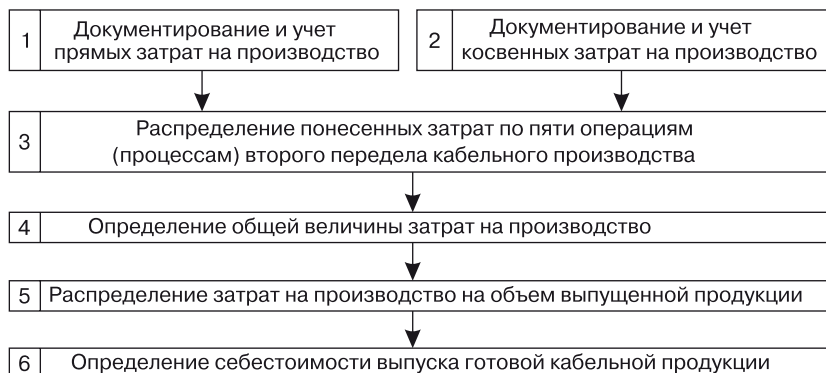 1
Документирование и учет
прямых затрат на производство
2
Документирование и учет
косвенных затрат на производство
3
Распределение понесенных затрат по пяти операциям
(процессам) второго передела кабельного производства
4 Определение общей величины затрат на производство
5 Распределение затрат на производство на объем выпущенной продукции
6 Определение себестоимости выпуска готовой кабельной продукции